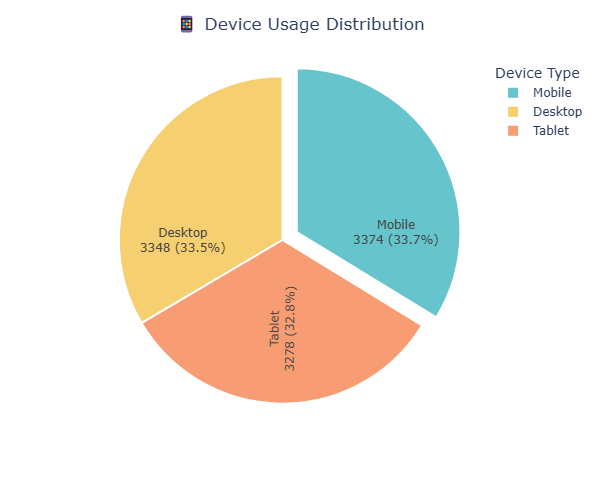 📱 Device Usage Distribution
Device Type
Mobile
Desktop
Tablet
Desktop
3348 (33.5%)
Mobile
3374 (33.7%)
Tablet
3278 (32.8%)